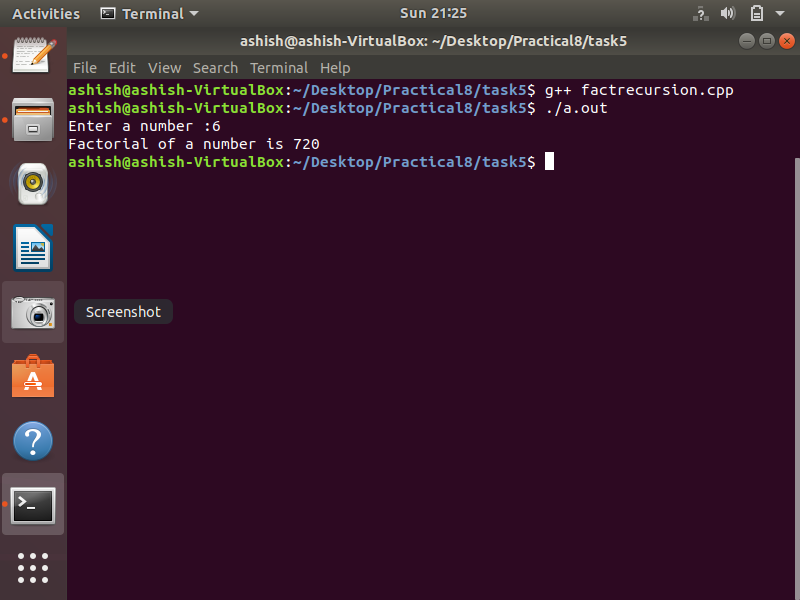 Activities Terminal Sun 21:25
ashish@ashish-VirtualBox: ~/Desktop/Practical8/task5
File Edit View Search Terminal Help
ashish@ashish-VirtualBox:~/Desktop/Practical8/task5$ g++ factrecursion.cpp
ashish@ashish-VirtualBox:~/Desktop/Practical8/task5$ ./a.out
Enter a number :6
Factorial of a number is 720
ashish@ashish-VirtualBox:~/Desktop/Practical8/task5$
Screenshot